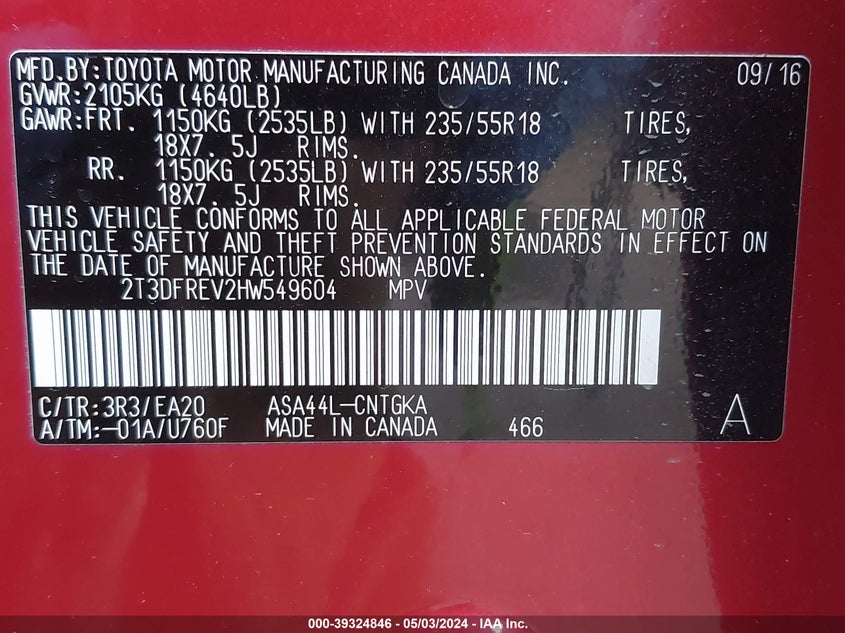 MFD.BY:TOYOTA MOTOR MANUFACTURING CANADA INC. 09/16
GVWR:2105KG (4640LB)
GAWR:FRT. 1150KG (2535LB) WITH 235/55R18 TIRES,
18X7. 5J RIMS.
RR. 1150KG (2535LB) WITH 235/55R18 TIRES,
18X7. 5J RIMS.
THIS VEHICLE CONFORMS TO ALL APPLICABLE FEDERAL MOTOR
VEHICLE SAFETY AND THEFT PREVENTION STANDARDS IN EFFECT ON
THE DATE OF MANUFACTURE SHOWN ABOVE.
2T3DFREV2HW549604 MPV
C/TR:3R3/EA20 ASA44L-CNTGKA
A/TM:-01A/U760F MADE IN CANADA 466 A
000-39324846 - 05/03/2024 - IAA Inc.